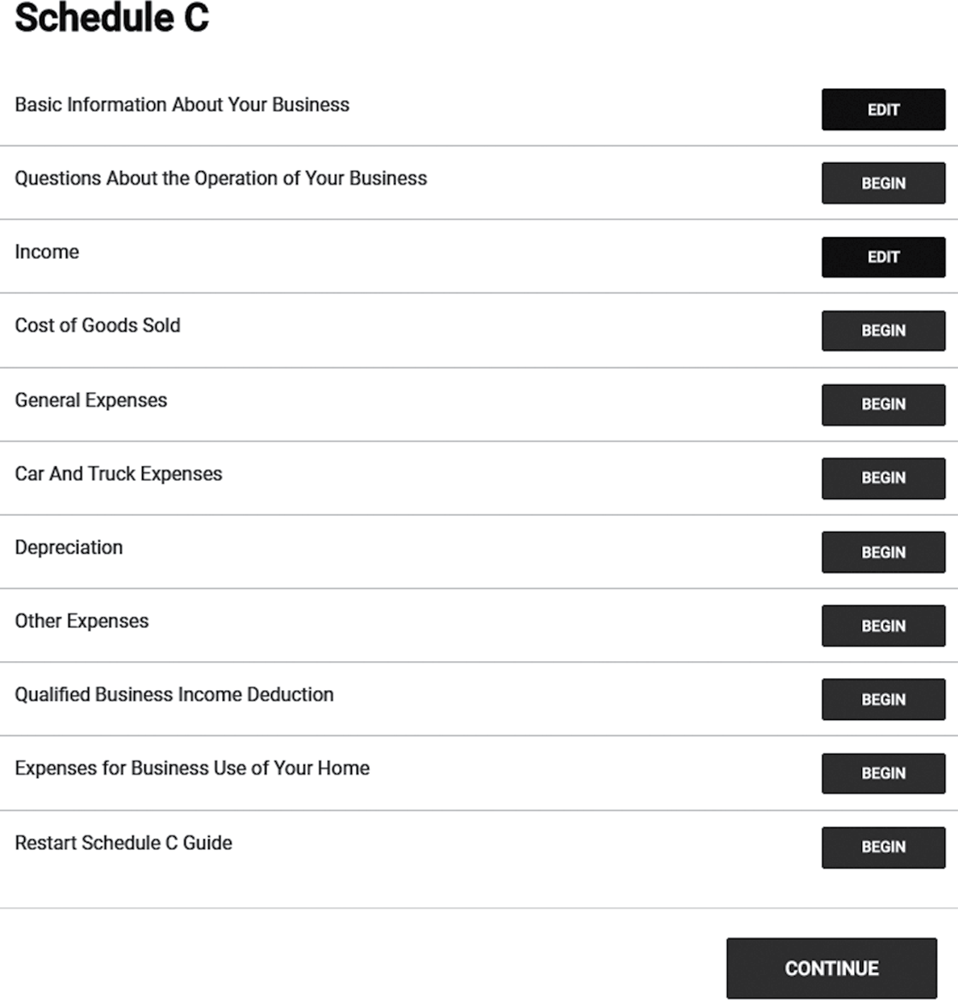 Schedule C
Basic Information About Your Business EDIT
Questions About the Operation of Your Business BEGIN
Income EDIT
Cost of Goods Sold BEGIN
General Expenses BEGIN
Car And Truck Expenses BEGIN
Depreciation BEGIN
Other Expenses BEGIN
Qualified Business Income Deduction BEGIN
Expenses for Business Use of Your Home BEGIN
Restart Schedule C Guide BEGIN
CONTINUE